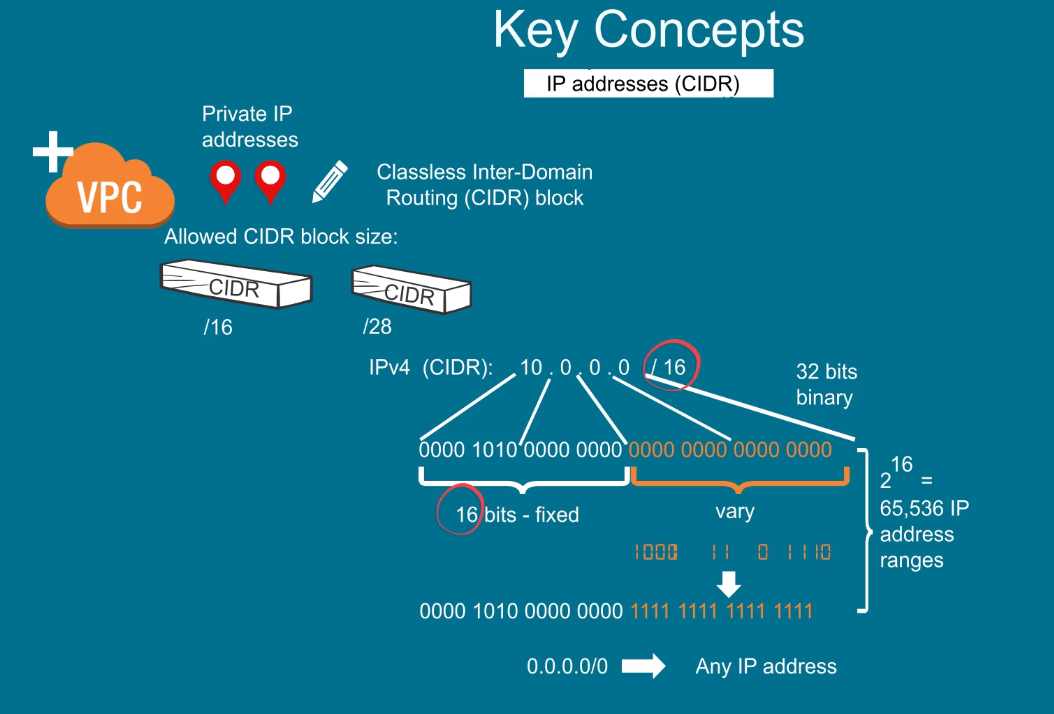 Key Concepts
IP addresses (CIDR)
Private IP
addresses
VPC
Classless Inter-Domain
Routing (CIDR) block
Allowed CIDR block size:
CIDR
CIDR
/16
/28
IPv4 (CIDR): 10 . 0 . 0 . 0 / 16
32 bits
binary
0000 1010 0000 0000 0000 0000 0000 0000
16 bits - fixed
vary
2^16 =
65,536 IP
address
ranges
11 0 1110
0000 1010 0000 0000 1111 1111 1111 1111
0.0.0.0/0
Any IP address